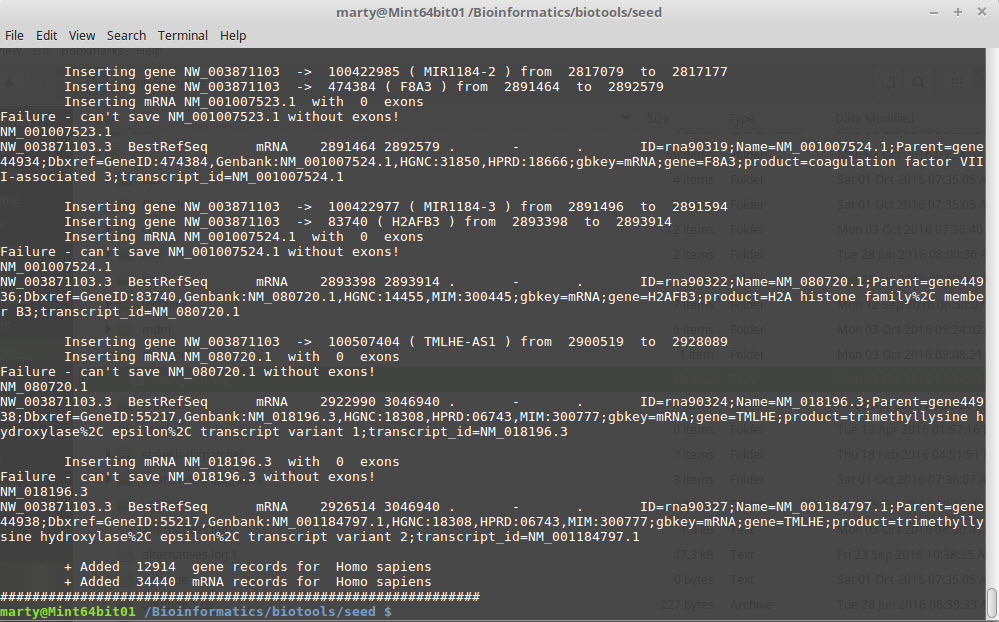 marty@Mint64bit01 /Bioinformatics/biotools/seed
File Edit View Search Terminal Help
Inserting gene NW_003871103 -> 100422985 ( MIR1184-2 ) from 2817079 to 2817177
Inserting gene NW_003871103 -> 474384 ( F8A3 ) from 2891464 to 2892579
Inserting mRNA NM_001007523.1 with 0 exons
Failure - can't save NM_001007523.1 without exons!
NM_001007523.1
NW_003871103.3 BestRefSeq mRNA 2891464 2892579 . - . ID=rna90319;Name=NM_001007524.1;Parent=gene
44934;Dbxref=GeneID:474384,Genbank:NM_001007524.1,HGNC:31850,HPRD:18666;gbkey=mRNA;gene=F8A3;product=coagulation factor VII
I-associated 3;transcript_id=NM_001007524.1
Inserting gene NW_003871103 -> 100422977 ( MIR1184-3 ) from 2891496 to 2891594
Inserting gene NW_003871103 -> 83740 ( H2AFB3 ) from 2893398 to 2893914
Inserting mRNA NM_001007524.1 with 0 exons
Failure - can't save NM_001007524.1 without exons!
NM_001007524.1
NW_003871103.3 BestRefSeq mRNA 2893398 2893914 . - . ID=rna90322;Name=NM_080720.1;Parent=gene449
36;Dbxref=GeneID:83740,Genbank:NM_080720.1,HGNC:14455,MIM:300445;gbkey=mRNA;gene=H2AFB3;product=H2A histone family%2C membe
r B3;transcript_id=NM_080720.1
Inserting gene NW_003871103 -> 100507404 ( TMLHE-AS1 ) from 2900519 to 2928089
Inserting mRNA NM_080720.1 with 0 exons
Failure - can't save NM_080720.1 without exons!
NM_080720.1
NW_003871103.3 BestRefSeq mRNA 2922990 3046940 . - . ID=rna90324;Name=NM_018196.3;Parent=gene449
38;Dbxref=GeneID:55217,Genbank:NM_018196.3,HGNC:18308,HPRD:06743,MIM:300777;gbkey=mRNA;gene=TMLHE;product=trimethyllysine h
ydroxylase%2C epsilon%2C transcript variant 1;transcript_id=NM_018196.3
Inserting mRNA NM_018196.3 with 0 exons
Failure - can't save NM_018196.3 without exons!
NM_018196.3
NW_003871103.3 BestRefSeq mRNA 2926514 3046940 . - . ID=rna90327;Name=NM_001184797.1;Parent=gene
44938;Dbxref=GeneID:55217,Genbank:NM_001184797.1,HGNC:18308,HPRD:06743,MIM:300777;gbkey=mRNA;gene=TMLHE;product=trimethylly
sine hydroxylase%2C epsilon%2C transcript variant 2;transcript_id=NM_001184797.1
+ Added 12914 gene records for Homo sapiens
+ Added 34440 mRNA records for Homo sapiens
############################################################
marty@Mint64bit01 /Bioinformatics/biotools/seed $